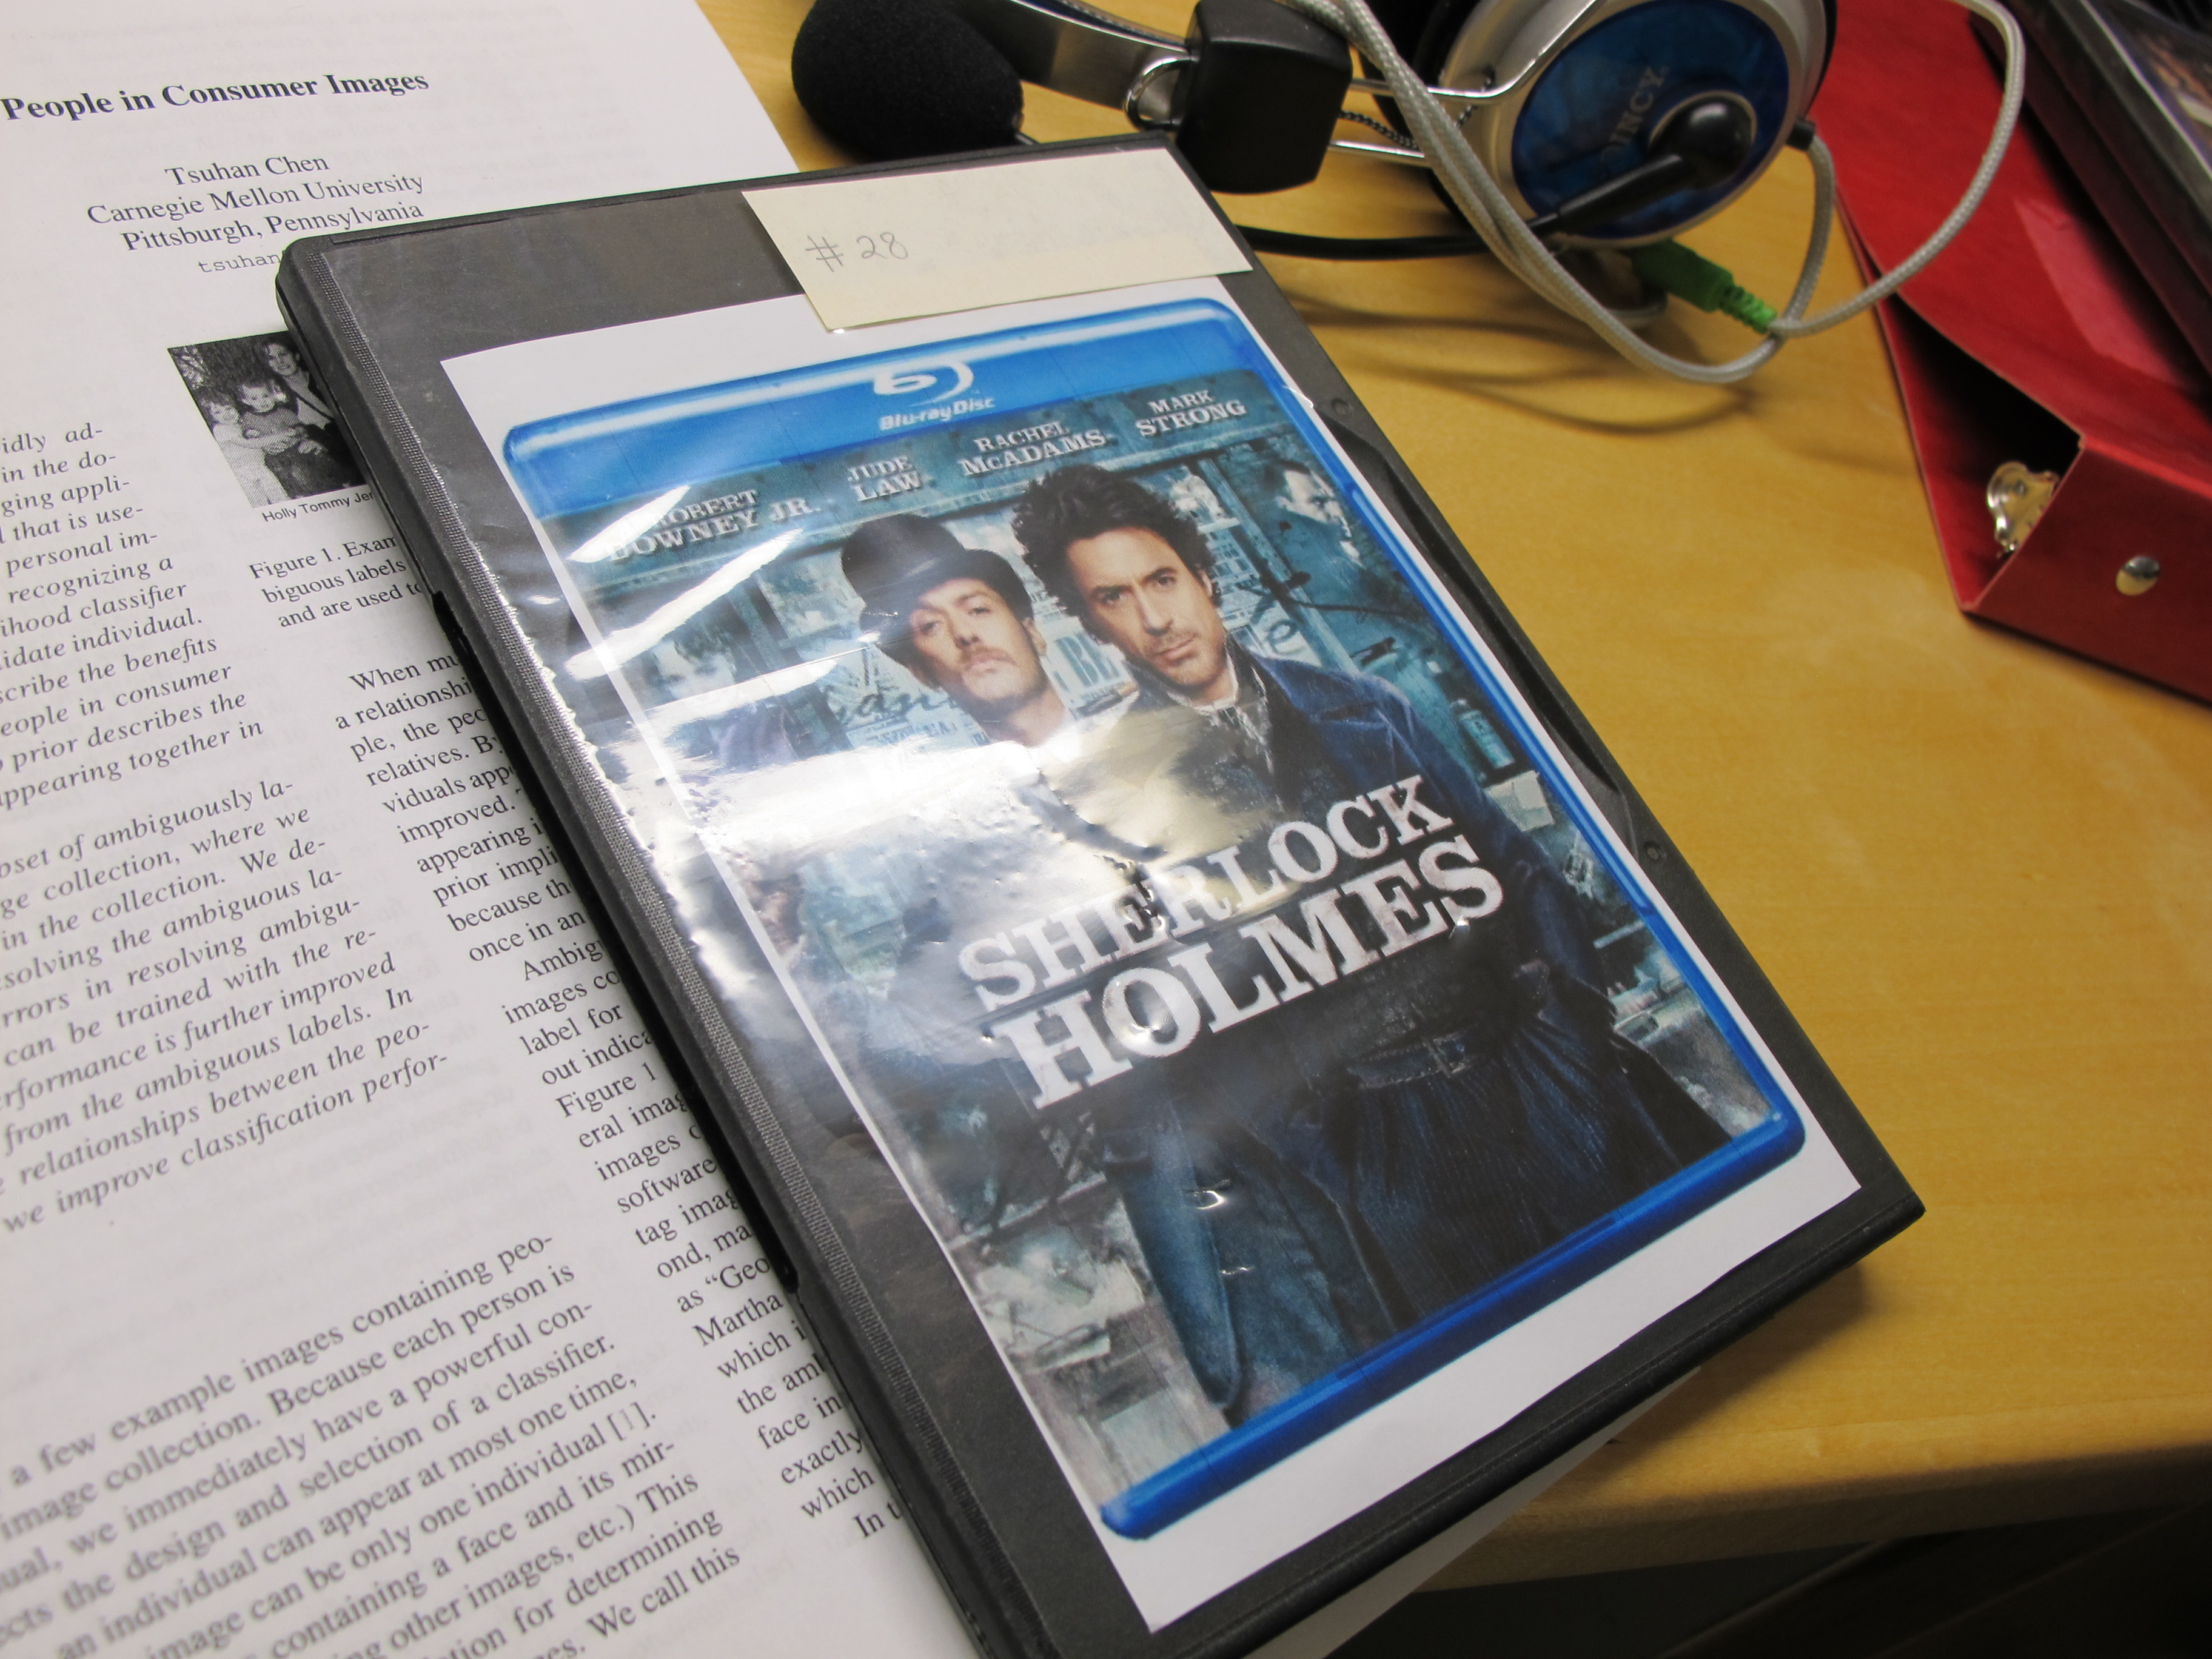 People in Consumer Images
Tsuhan Chen
Carnegie Mellon University
Pittsburgh, Pennsylvania
tsuhan
Holly Tommy Jer
Figure 1. Exam
biguous labels
and are used to
idly ad-
in the do-
ging appli-
that is use-
personal im-
recognizing a
ihood classifier
idate individual.
scribe the benefits
eople in consumer
prior describes the
appearing together in
bset of ambiguously la-
ge collection, where we
in the collection. We de-
esolving the ambiguous la-
rrors in resolving ambigu-
can be trained with the re-
erformance is further improved
from the ambiguous labels. In
relationships between the peo-
we improve classification perfor-
a few example images containing peo-
image collection. Because each person is
ual, we immediately have a powerful con-
cts the design and selection of a classifier.
an individual can appear at most one time,
image can be only one individual [1].
containing a face and its mir-
ng other images, etc.) This
tion for determining
ges. We call this
When mu
a relationshi
ple, the peo
relatives. By
viduals app
improved.
appearing i
prior impli
because th
once in an
Ambig
images co
label for
out indica
Figure 1
eral imag
images c
software
tag imag
ond, ma
as "Geo
Martha
which i
the amb
face in
exactly
which
In t
#28
Blu-ray Disc
ROBERT DOWNEY JR.
JUDE LAW
RACHEL McADAMS
MARK STRONG
SHERLOCK
HOLMES